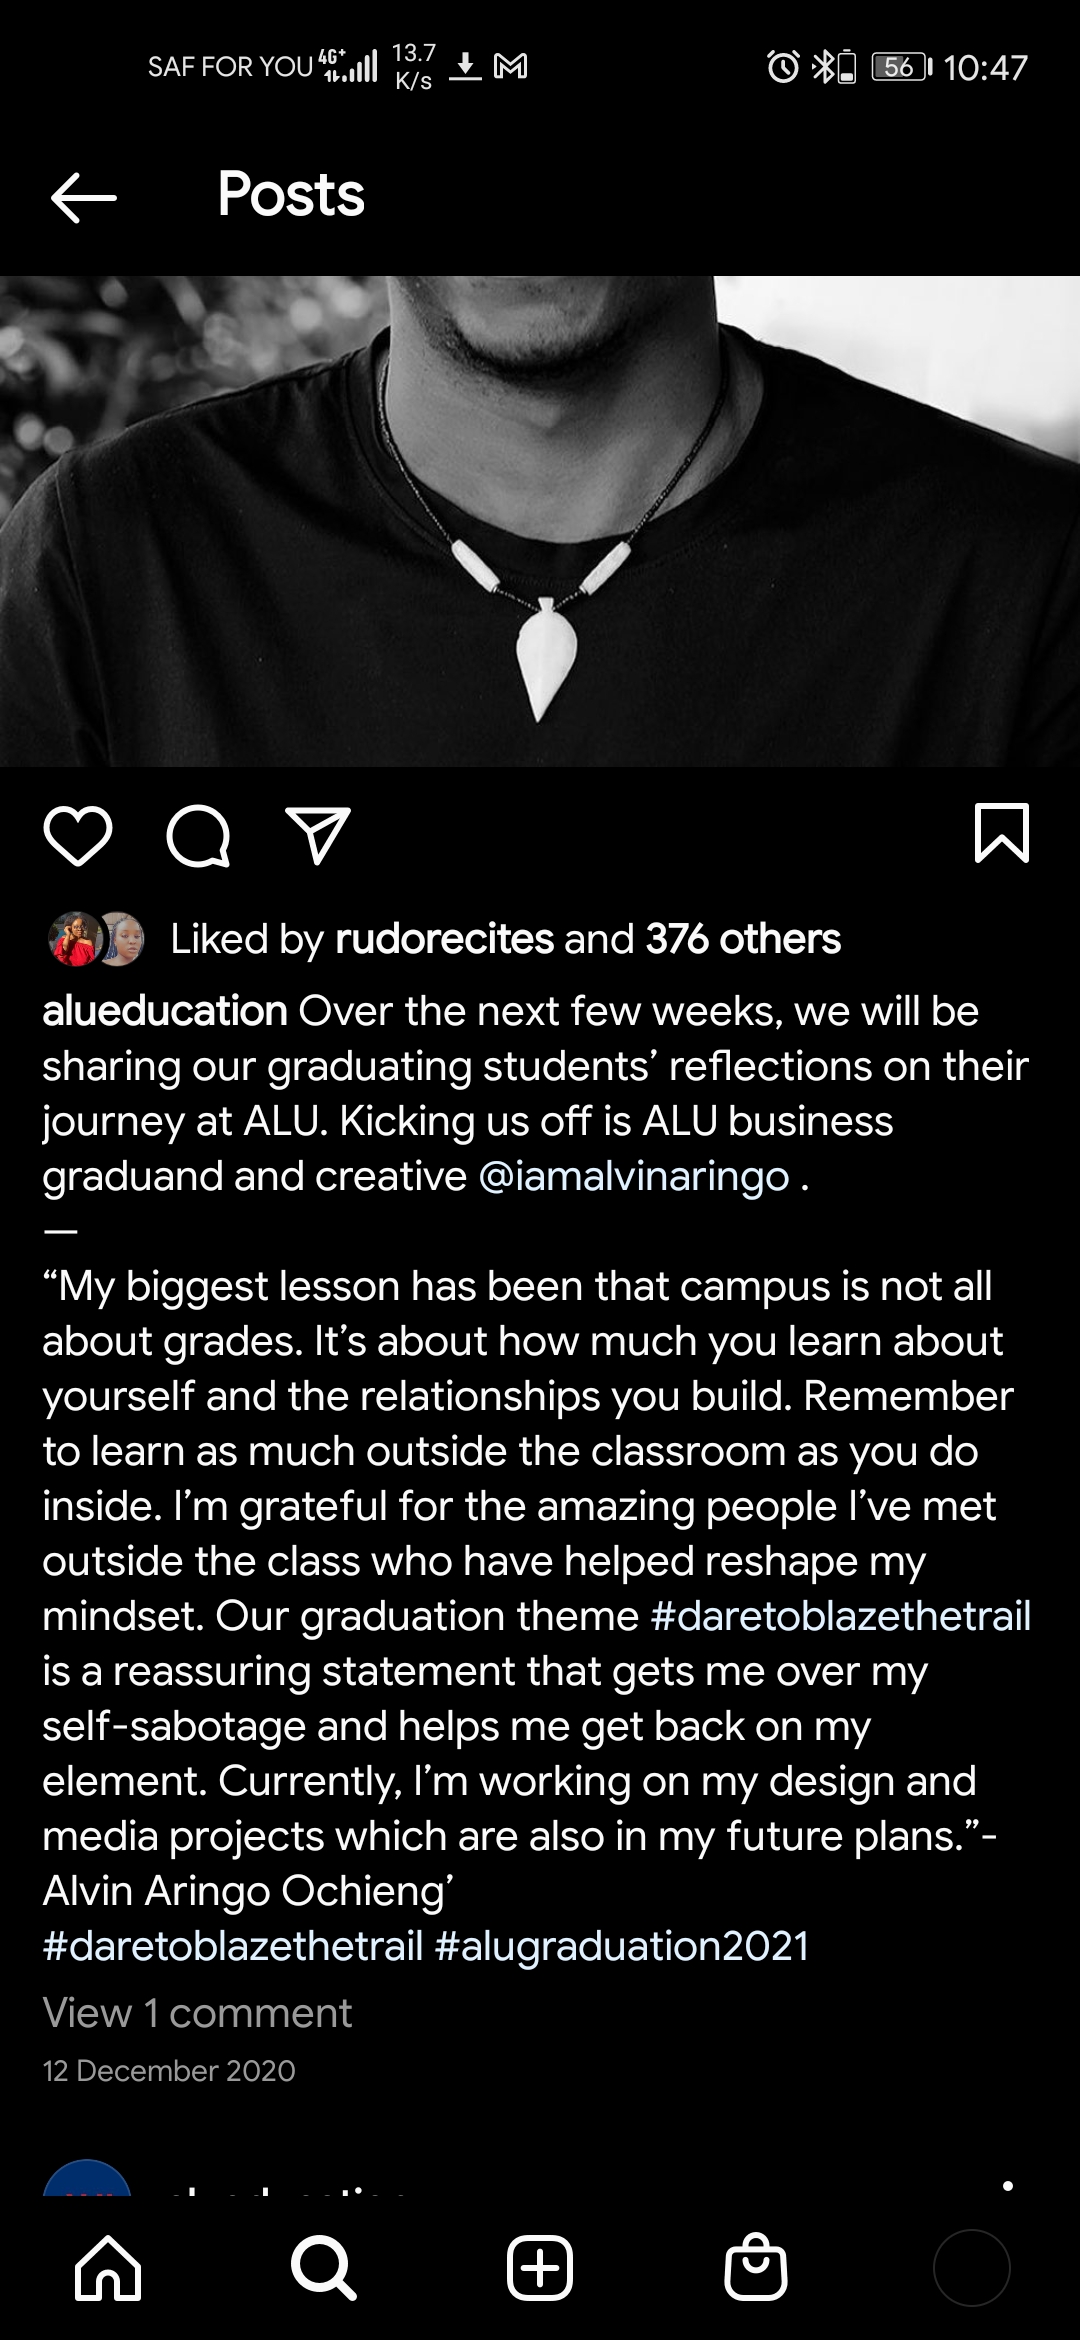 SAF FOR YOU 4G+ 13.7 K/s 56 10:47
Posts
Liked by rudorecites and 376 others
alueducation Over the next few weeks, we will be
sharing our graduating students’ reflections on their
journey at ALU. Kicking us off is ALU business
graduand and creative @iamalvinaringo .
—
“My biggest lesson has been that campus is not all
about grades. It’s about how much you learn about
yourself and the relationships you build. Remember
to learn as much outside the classroom as you do
inside. I’m grateful for the amazing people I’ve met
outside the class who have helped reshape my
mindset. Our graduation theme #daretoblazethetrail
is a reassuring statement that gets me over my
self-sabotage and helps me get back on my
element. Currently, I’m working on my design and
media projects which are also in my future plans.”-
Alvin Aringo Ochieng’
#daretoblazethetrail #alugraduation2021
View 1 comment
12 December 2020